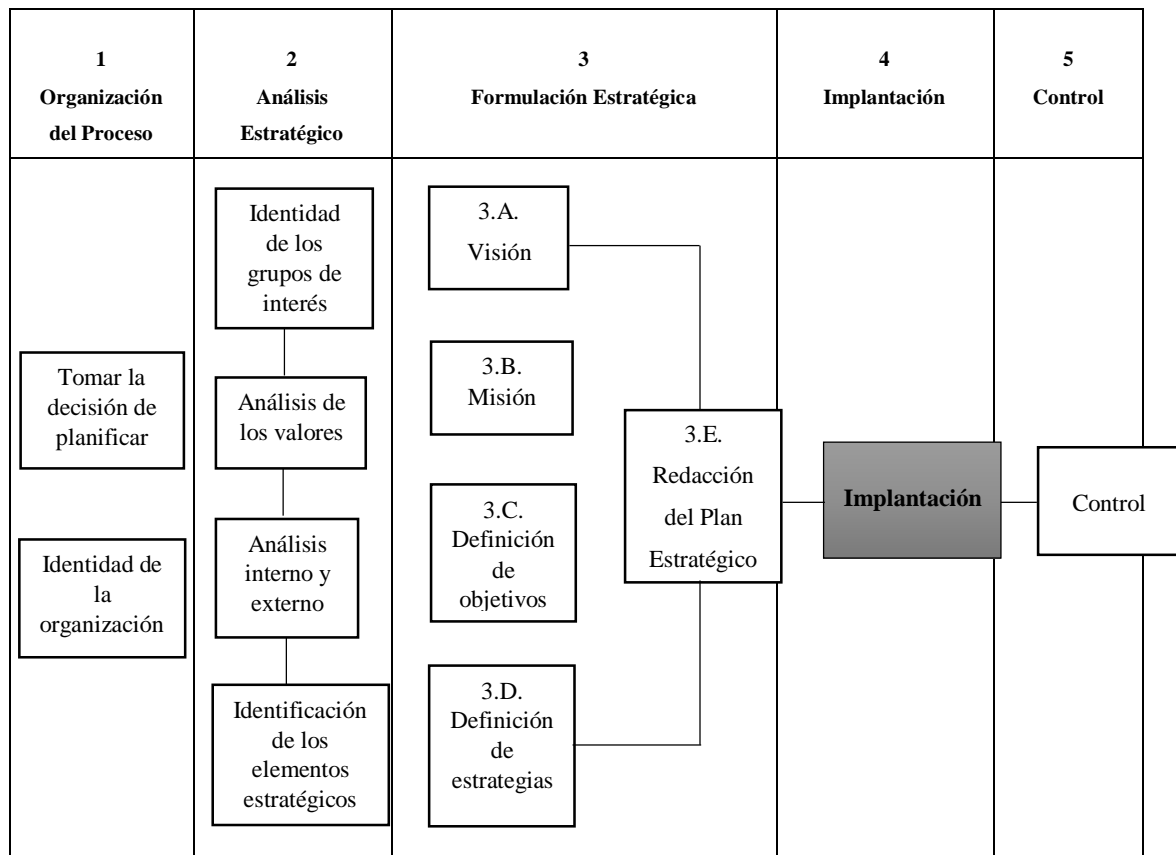 1
Organización
del Proceso
2
Análisis
Estratégico
3
Formulación Estratégica
4
Implantación
5
Control
Tomar la
decisión de
planificar
Identidad de
la
organización
Identidad
de los
grupos de
interés
Análisis de
los valores
Análisis
interno y
externo
Identificación
de los
elementos
estratégicos
3.A.
Visión
3.B.
Misión
3.C.
Definición
de
objetivos
3.D.
Definición
de
estrategias
3.E.
Redacción
del Plan
Estratégico
Implantación
Control